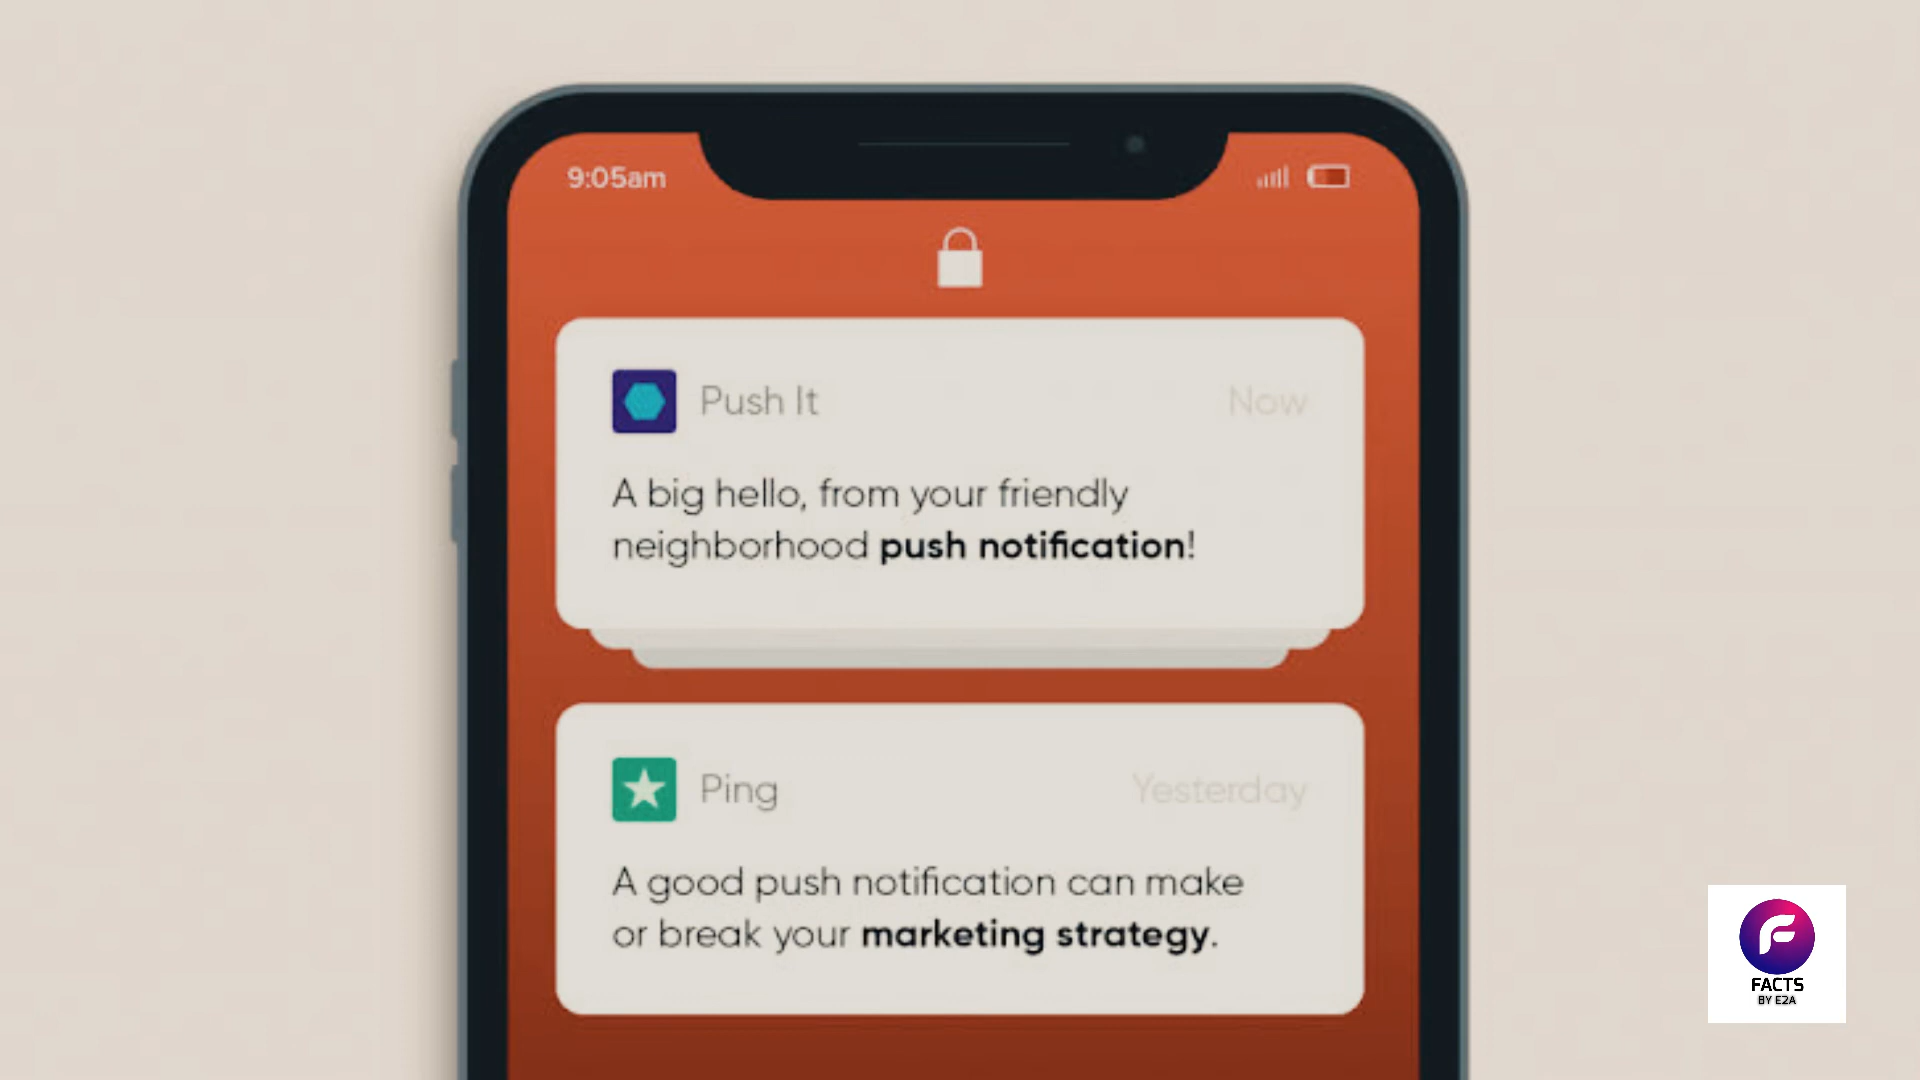 9:05am
Push It
Now
A big hello, from your friendly
neighborhood push notification!
Ping
Yesterday
A good push notification can make
or break your marketing strategy.
FACTS
BY E2A